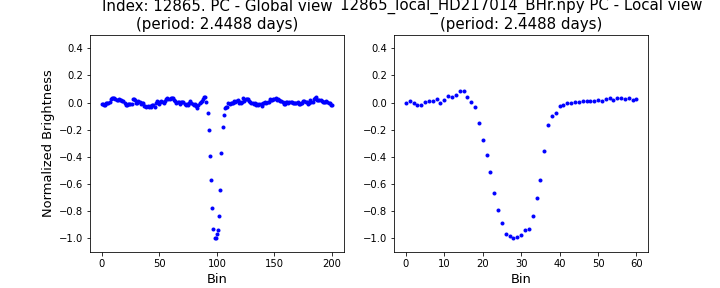 Index: 12865. PC - Global view
(period: 2.4488 days)
12865_local_HD217014_BHr.npy PC - Local view
(period: 2.4488 days)
Normalized Brightness
0.4
0.2
0.0
−0.2
−0.4
−0.6
−0.8
−1.0
0 50 100 150 200
Bin
0.4
0.2
0.0
−0.2
−0.4
−0.6
−0.8
−1.0
0 10 20 30 40 50 60
Bin